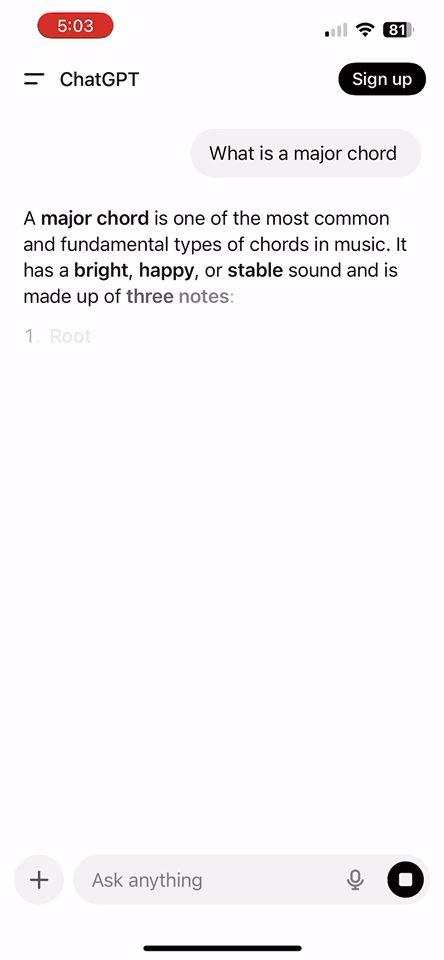 5:03
81
ChatGPT
Sign up
What is a major chord
A major chord is one of the most common
and fundamental types of chords in music. It
has a bright, happy, or stable sound and is
made up of three notes:
1. Root
Ask anything